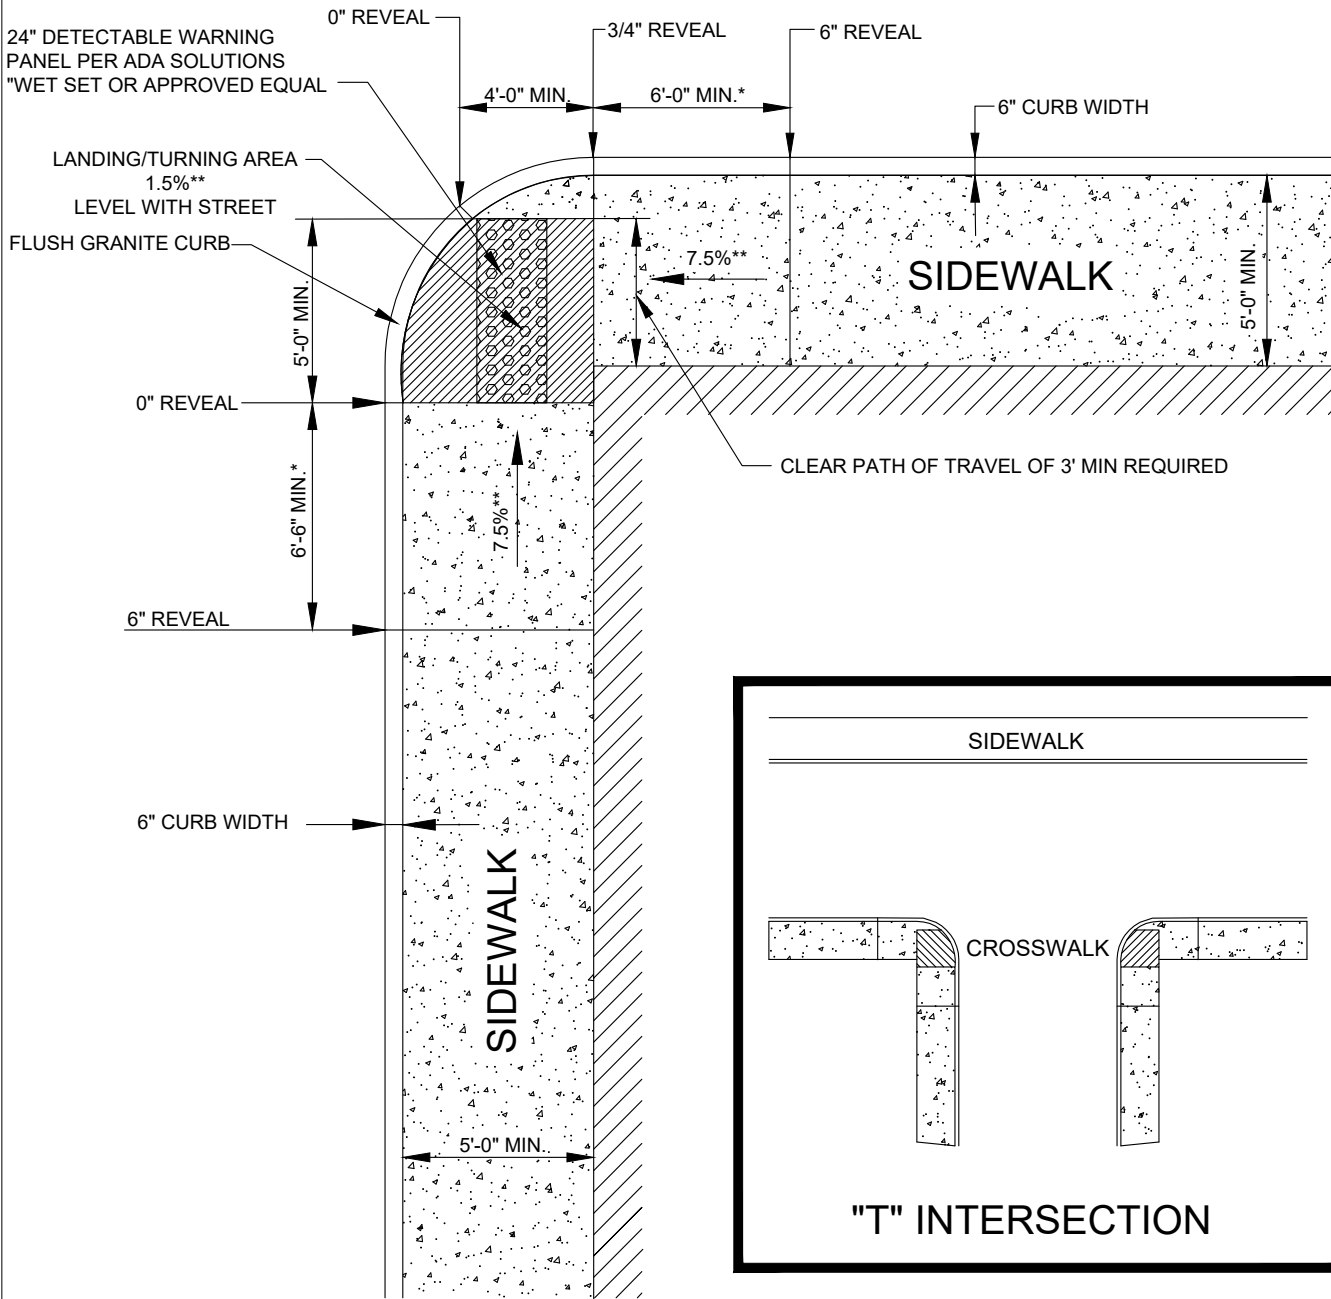 0" REVEAL
24" DETECTABLE WARNING
PANEL PER ADA SOLUTIONS
"WET SET OR APPROVED EQUAL
3/4" REVEAL
6" REVEAL
4'-0" MIN.
6'-0" MIN.*
6" CURB WIDTH
LANDING/TURNING AREA
1.5%**
LEVEL WITH STREET
FLUSH GRANITE CURB
7.5%**
SIDEWALK
5'-0" MIN.
5'-0" MIN.
0" REVEAL
CLEAR PATH OF TRAVEL OF 3' MIN REQUIRED
6'-6" MIN.*
7.5%**
6" REVEAL
6" CURB WIDTH
SIDEWALK
5'-0" MIN.
SIDEWALK
CROSSWALK
"T" INTERSECTION